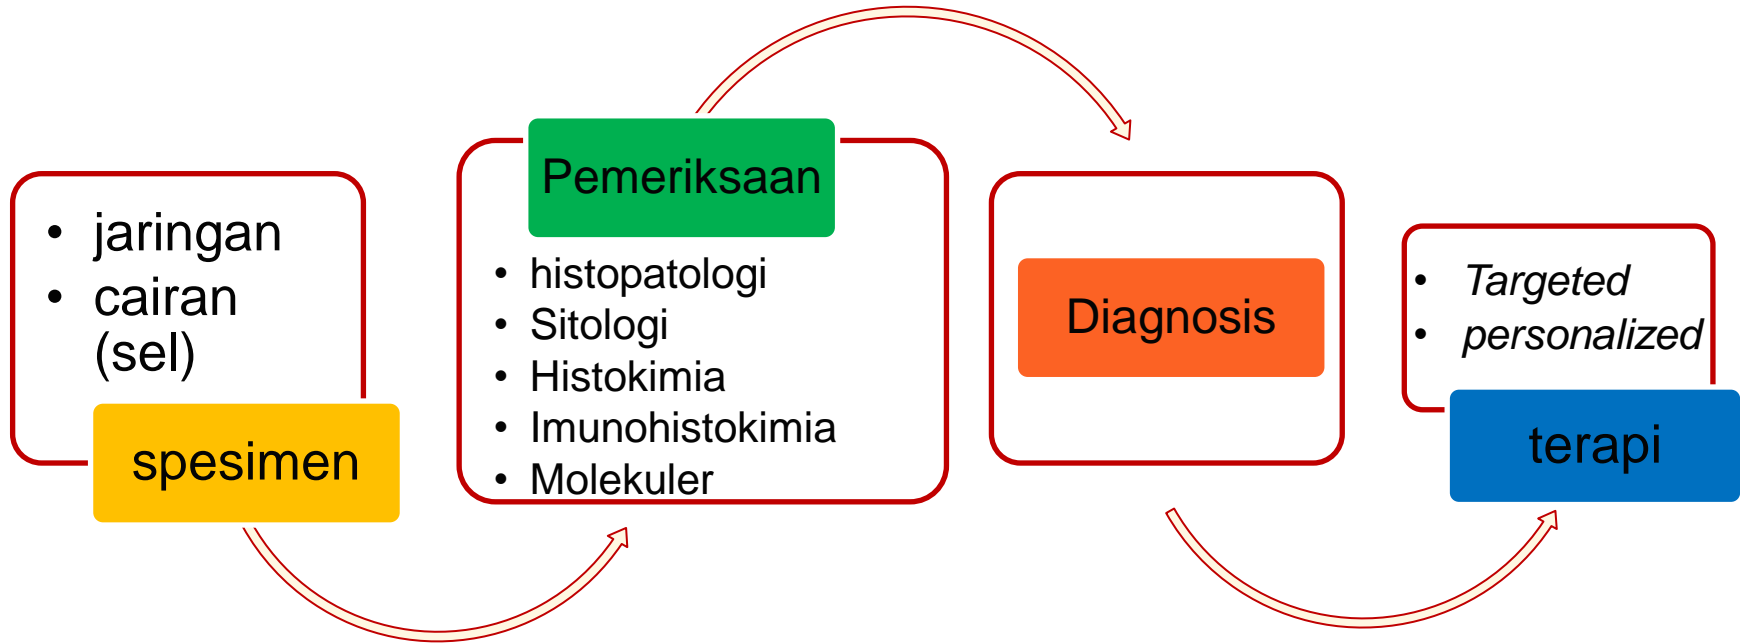 • jaringan
• cairan
(sel)
spesimen
Pemeriksaan
• histopatologi
• Sitologi
• Histokimia
• Imunohistokimia
• Molekuler
Diagnosis
• Targeted
• personalized
terapi